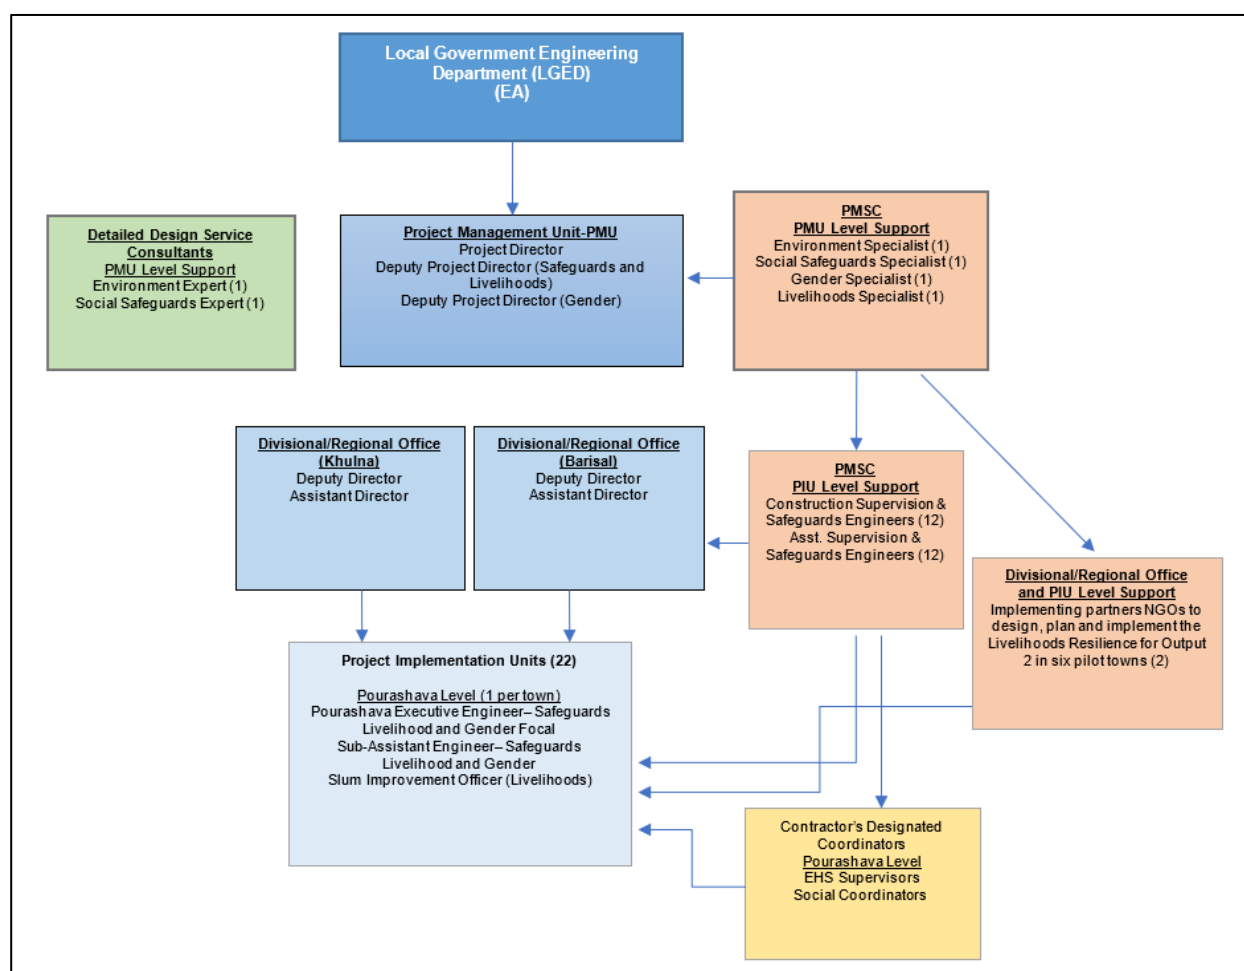 Local Government Engineering
Department (LGED)
(EA)
Detailed Design Service
Consultants
PMU Level Support
Environment Expert (1)
Social Safeguards Expert (1)
Project Management Unit-PMU
Project Director
Deputy Project Director (Safeguards and
Livelihoods)
Deputy Project Director (Gender)
PMSC
PMU Level Support
Environment Specialist (1)
Social Safeguards Specialist (1)
Gender Specialist (1)
Livelihoods Specialist (1)
Divisional/Regional Office
(Khulna)
Deputy Director
Assistant Director
Divisional/Regional Office
(Barisal)
Deputy Director
Assistant Director
PMSC
PIU Level Support
Construction Supervision &
Safeguards Engineers (12)
Asst. Supervision &
Safeguards Engineers (12)
Divisional/Regional Office
and PIU Level Support
Implementing partners NGOs to
design, plan and implement the
Livelihoods Resilience for Output
2 in six pilot towns (2)
Project Implementation Units (22)
Pourashava Level (1 per town)
Pourashava Executive Engineer– Safeguards
Livelihood and Gender Focal
Sub-Assistant Engineer– Safeguards
Livelihood and Gender
Slum Improvement Officer (Livelihoods)
Contractor's Designated
Coordinators
Pourashava Level
EHS Supervisors
Social Coordinators